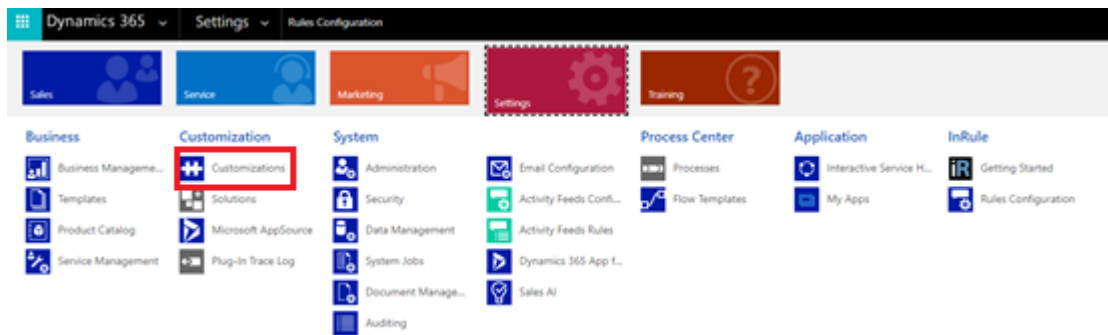 Dynamics 365 Settings Rules Configuration
Sales Service Marketing Settings Training
Business
Business Manageme...
Templates
Product Catalog
Service Management
Customization
Customizations
Solutions
Microsoft AppSource
Plug-In Trace Log
System
Administration
Security
Data Management
System Jobs
Document Manage...
Auditing
Email Configuration
Activity Feeds Confi...
Activity Feeds Rules
Dynamics 365 App f...
Sales AI
Process Center
Processes
Flow Templates
Application
Interactive Service H...
My Apps
InRule
iR Getting Started
Rules Configuration